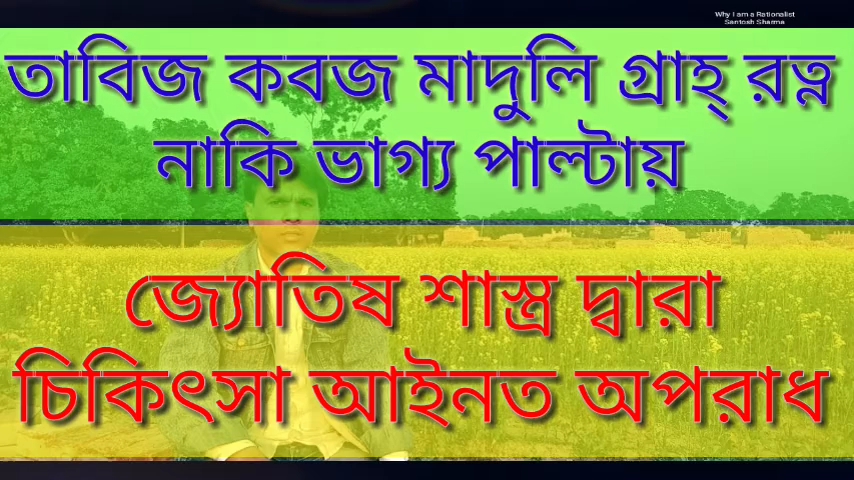 Why I am a Rationalist
Santosh Sharma
তাবিজ কবজ মাদুলি গ্রাহ্ রত্ন
নাকি ভাগ্য পাল্টায়
জ্যোতিষ শাস্ত্র দ্বারা
চিকিৎসা আইনত অপরাধ